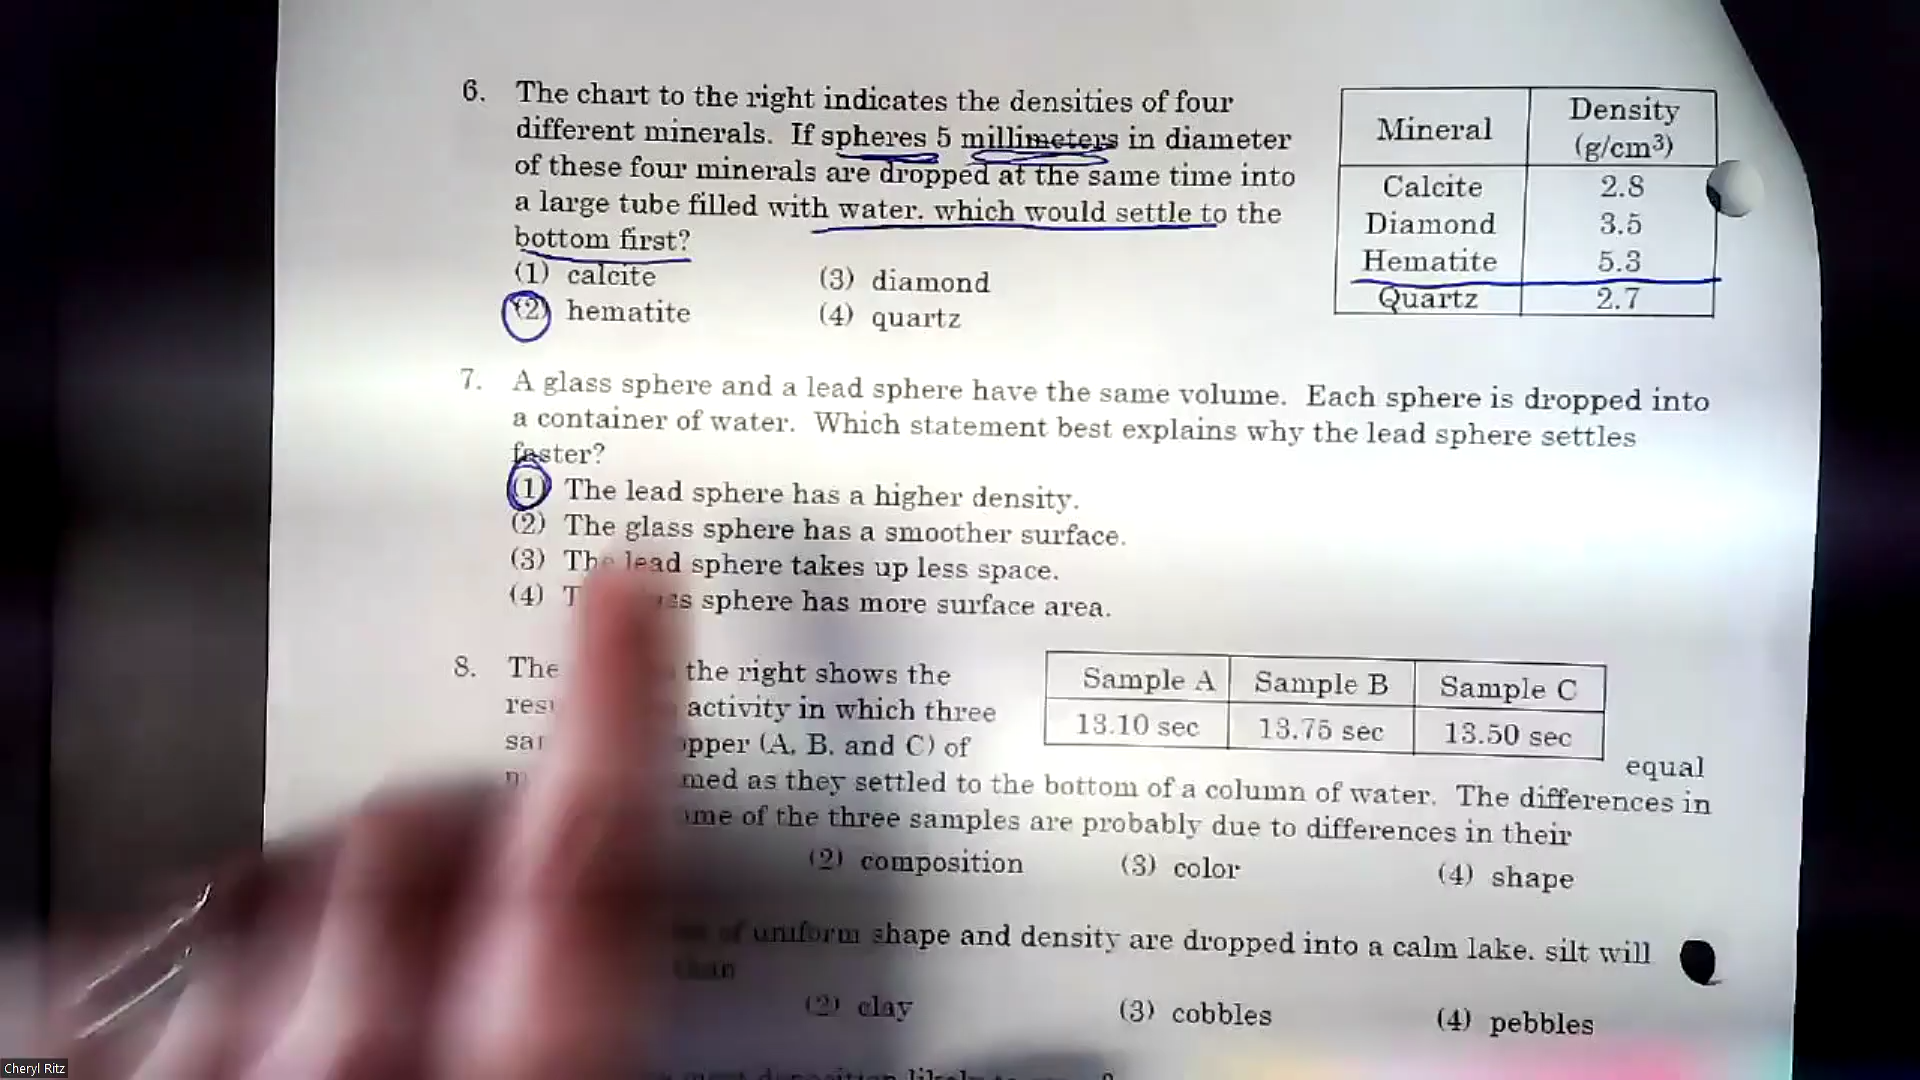 6. The chart to the right indicates the densities of four
different minerals. If spheres 5 millimeters in diameter
of these four minerals are dropped at the same time into
a large tube filled with water, which would settle to the
bottom first?
(1) calcite (3) diamond
(2) hematite (4) quartz
Mineral Density (g/cm³)
Calcite 2.8
Diamond 3.5
Hematite 5.3
Quartz 2.7
7. A glass sphere and a lead sphere have the same volume. Each sphere is dropped into
a container of water. Which statement best explains why the lead sphere settles
faster?
(1) The lead sphere has a higher density.
(2) The glass sphere has a smoother surface.
(3) The lead sphere takes up less space.
(4) sphere has more surface area.
8. The the right shows the
activity in which three
(A, B, and C) of
equal
as they settled to the bottom of a column of water. The differences in
of the three samples are probably due to differences in their
Sample A Sample B Sample C
13.10 sec 13.75 sec 13.50 sec
(2) composition (3) color (4) shape
of uniform shape and density are dropped into a calm lake, silt will
than
(2) clay (3) cobbles (4) pebbles
Cheryl Ritz